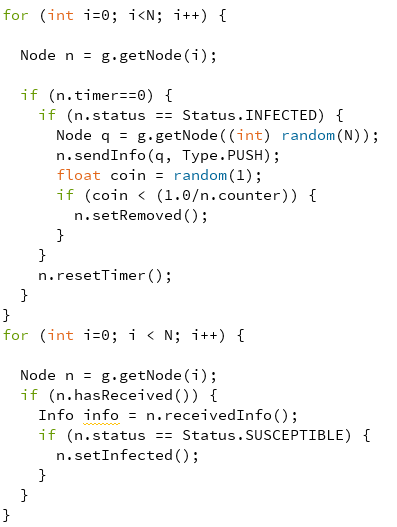 for (int i=0; i<N; i++) {

  Node n = g.getNode(i);

  if (n.timer==0) {
    if (n.status == Status.INFECTED) {
      Node q = g.getNode((int) random(N));
      n.sendInfo(q, Type.PUSH);
      float coin = random(1);
      if (coin < (1.0/n.counter)) {
        n.setRemoved();
      }
    }
    n.resetTimer();
  }
}
for (int i=0; i < N; i++) {

  Node n = g.getNode(i);
  if (n.hasReceived()) {
    Info info = n.receivedInfo();
    if (n.status == Status.SUSCEPTIBLE) {
      n.setInfected();
    }
  }
}